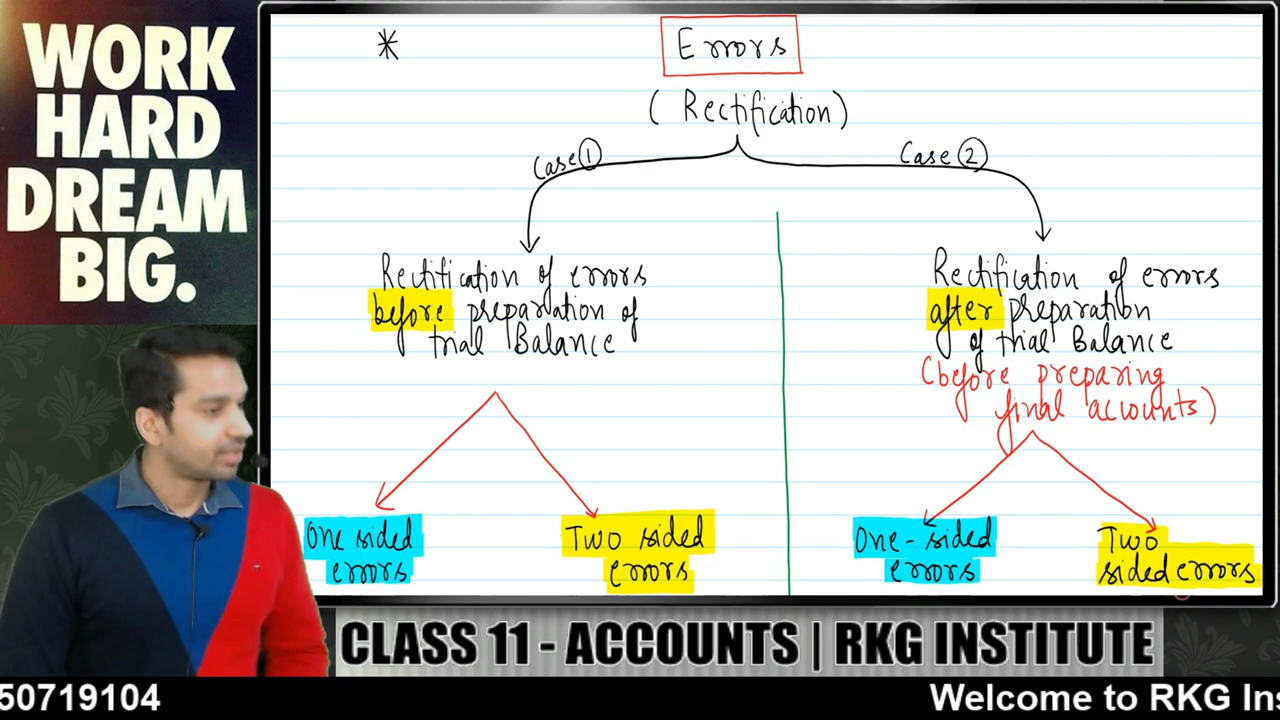 WORK
HARD
DREAM
BIG.
*
Errors
(Rectification)
Case ①
Case ②
Rectification of errors
before preparation of
trial Balance
Rectification of errors
after preparation
of trial Balance
(before preparing
final accounts)
One sided
errors
Two sided
errors
One-sided
errors
Two
sided errors
CLASS 11 - ACCOUNTS | RKG INSTITUTE
50719104
Welcome to RKG Ins